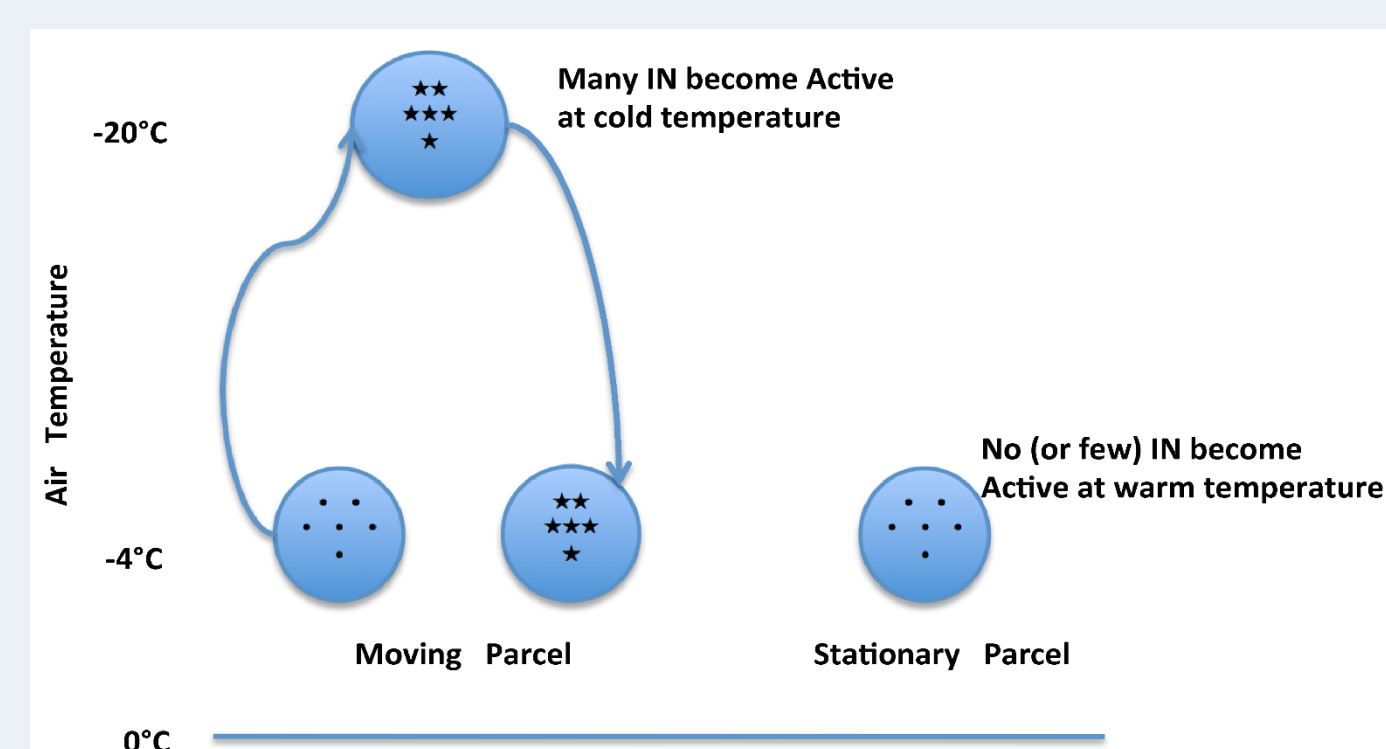 Many IN become Active
at cold temperature
-20°C
Air Temperature
No (or few) IN become
Active at warm temperature
-4°C
Moving Parcel
Stationary Parcel
0°C